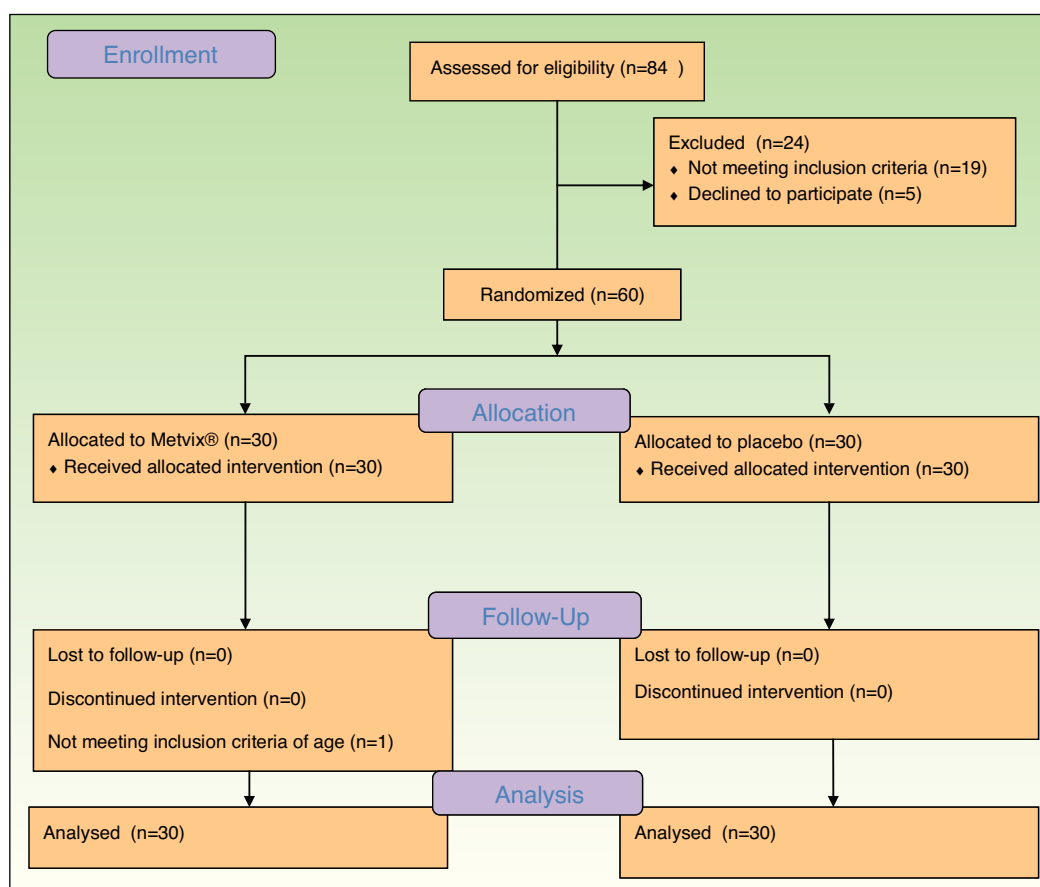 Enrollment
Assessed for eligibility (n=84 )
Excluded (n=24)
♦ Not meeting inclusion criteria (n=19)
♦ Declined to participate (n=5)
Randomized (n=60)
Allocation
Allocated to Metvix® (n=30)
♦ Received allocated intervention (n=30)
Allocated to placebo (n=30)
♦ Received allocated intervention (n=30)
Follow-Up
Lost to follow-up (n=0)
Discontinued intervention (n=0)
Not meeting inclusion criteria of age (n=1)
Lost to follow-up (n=0)
Discontinued intervention (n=0)
Analysis
Analysed (n=30)
Analysed (n=30)